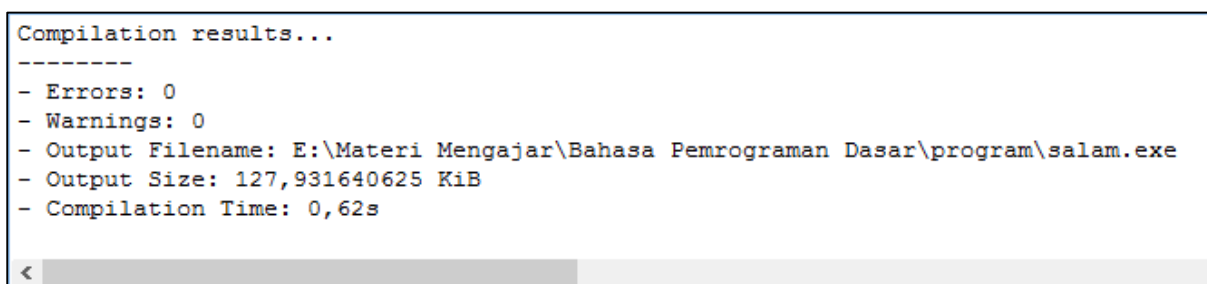 Compilation results...
--------
- Errors: 0
- Warnings: 0
- Output Filename: E:\Materi Mengajar\Bahasa Pemrograman Dasar\program\salam.exe
- Output Size: 127,931640625 KiB
- Compilation Time: 0,62s